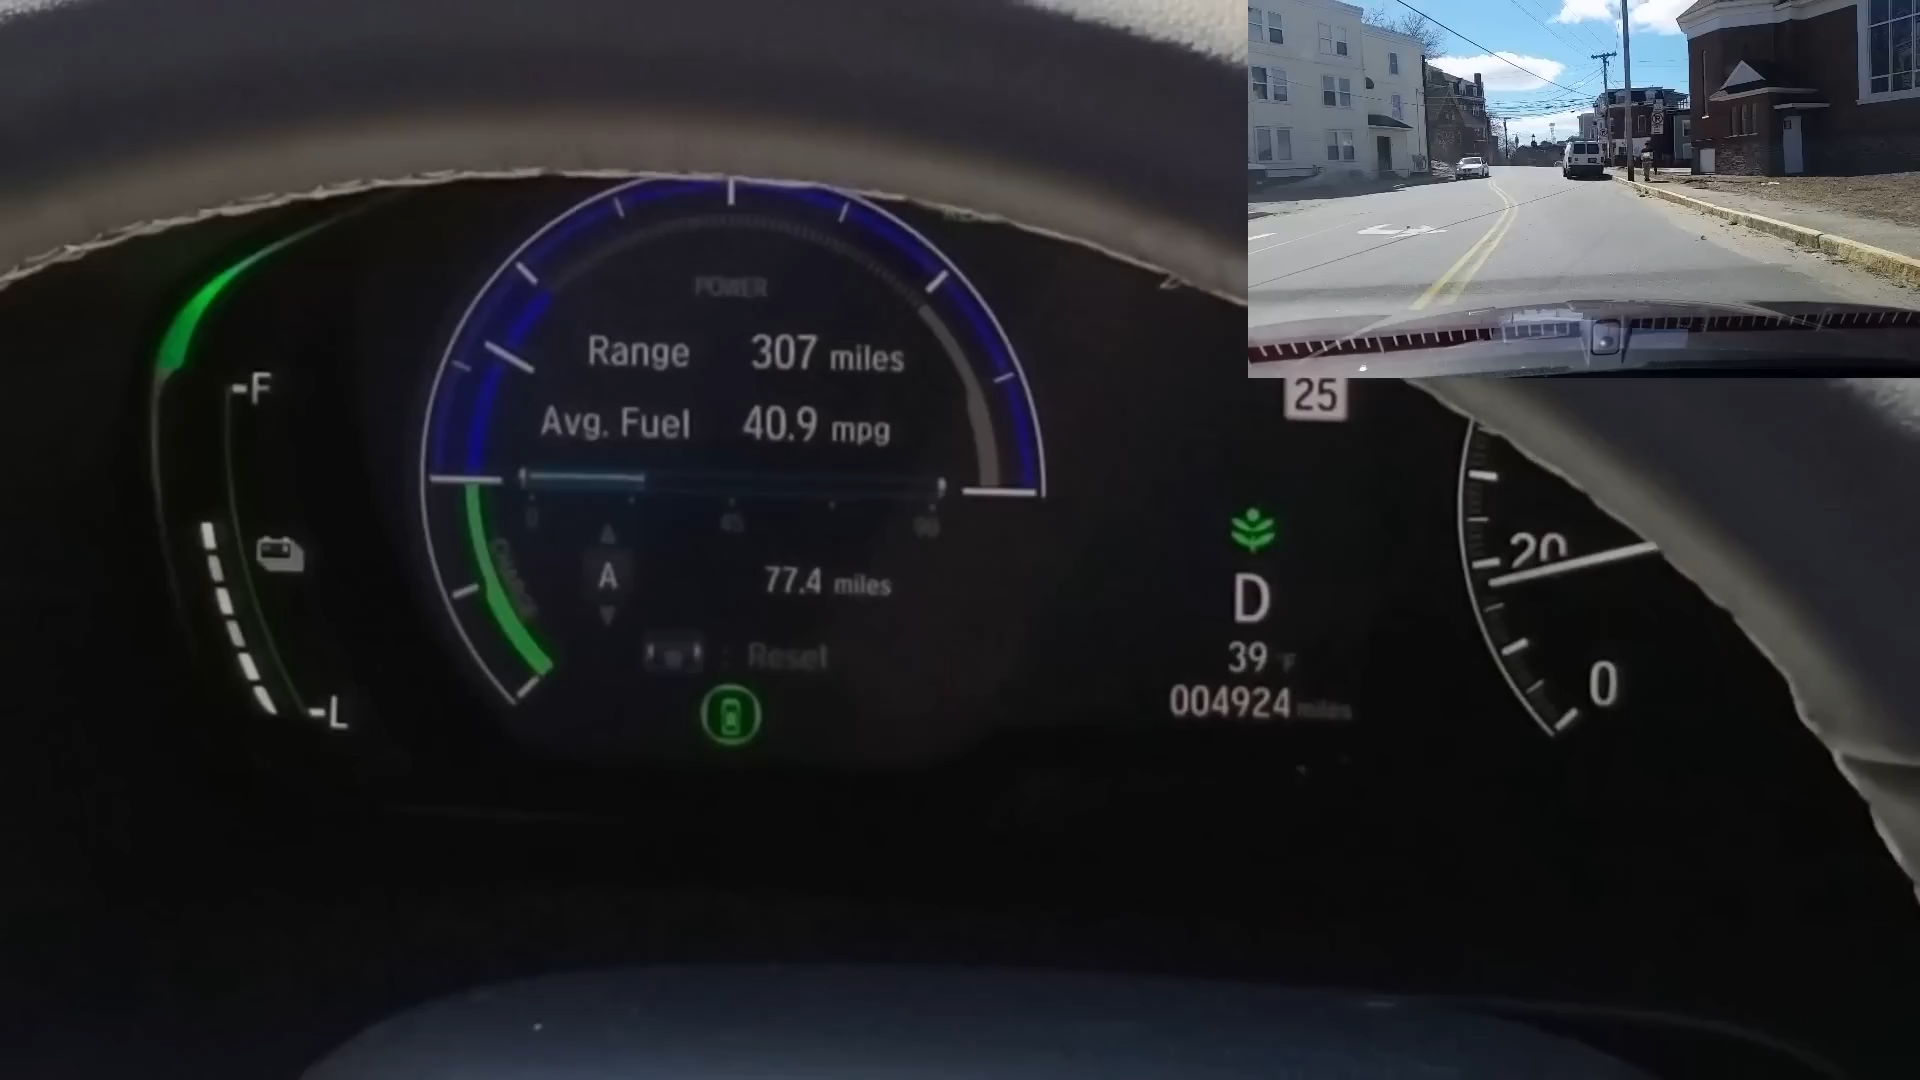 POWER
Range 307 miles
Avg. Fuel 40.9 mpg
0 45 90
CHARGE
A 77.4 miles
: Reset
-F
-L
25
D
39 °F
004924 miles
20
0